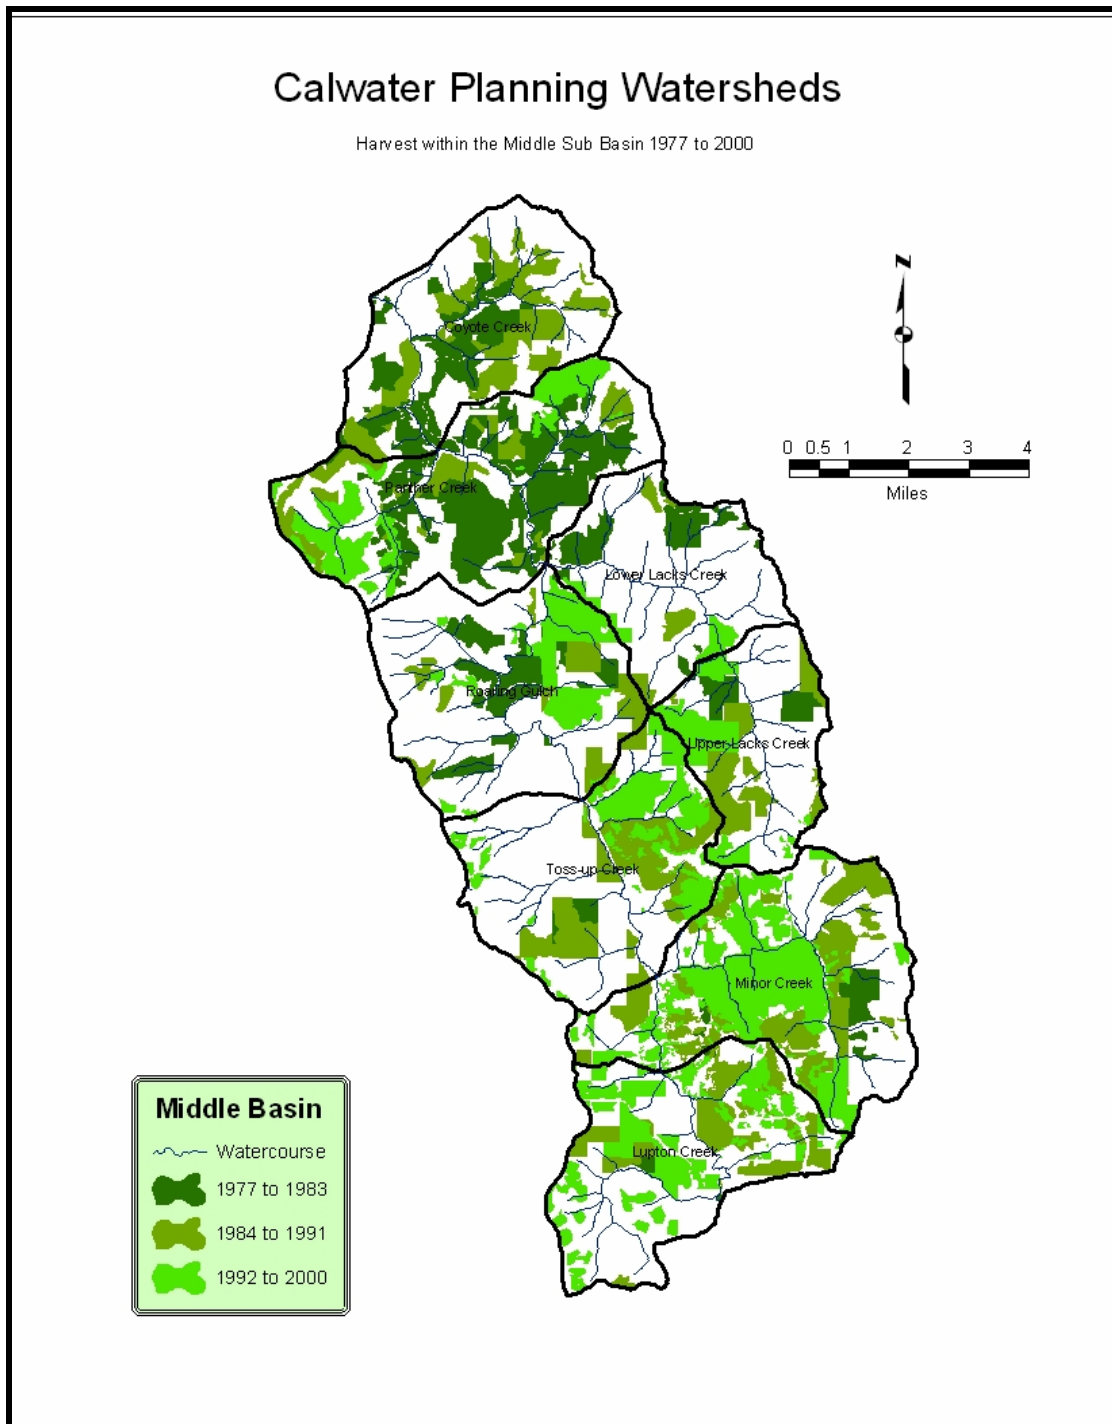 Calwater Planning Watersheds
Harvest within the Middle Sub Basin 1977 to 2000
N
Coyote Creek
0 0.5 1 2 3 4
Miles
Panther Creek
Lower Lacks Creek
Roaring Gulch
Upper Lacks Creek
Toss-up Creek
Minor Creek
Lupton Creek
Middle Basin
Watercourse
1977 to 1983
1984 to 1991
1992 to 2000